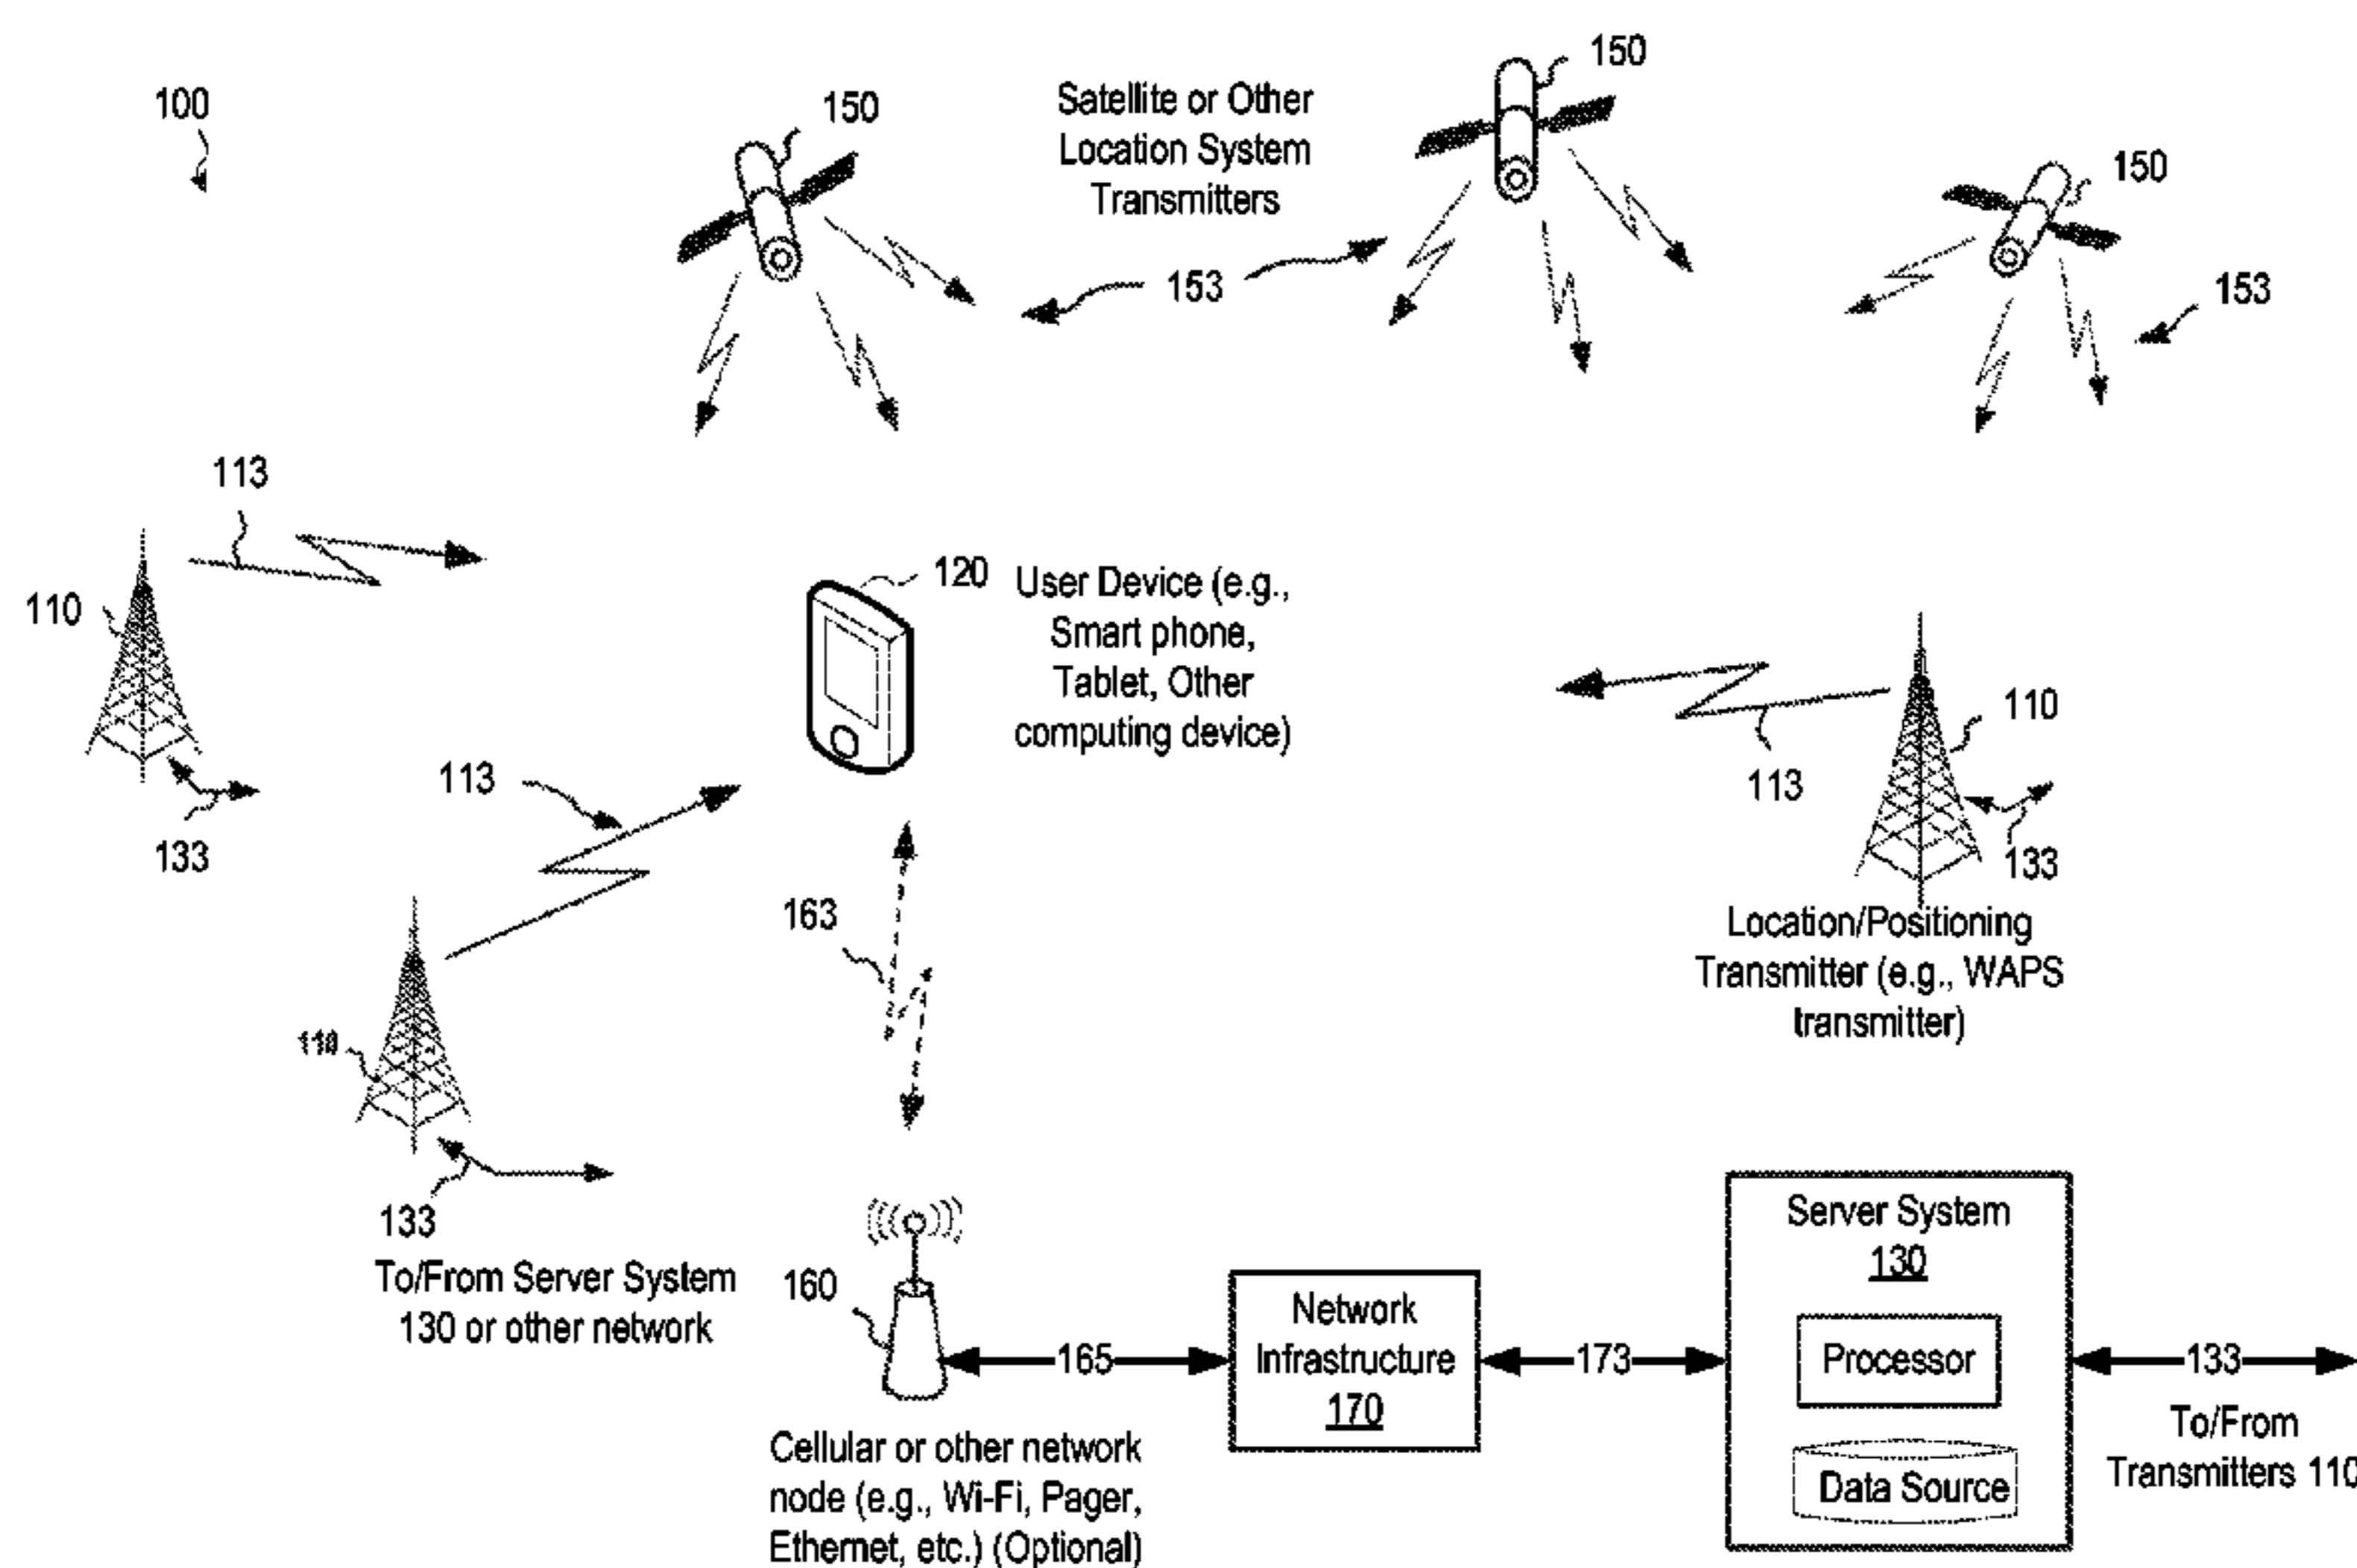 100
150
Satellite or Other
Location System
Transmitters
150
150
153
153
113
110
120
User Device (e.g.,
Smart phone,
Tablet, Other
computing device)
113
110
133
113
133
163
Location/Positioning
Transmitter (e.g., WAPS
transmitter)
110
133
To/From Server System
130 or other network
160
Cellular or other network
node (e.g., Wi-Fi, Pager,
Ethernet, etc.) (Optional)
165
Network
Infrastructure
170
173
Server System
130
Processor
Data Source
133
To/From
Transmitters 110